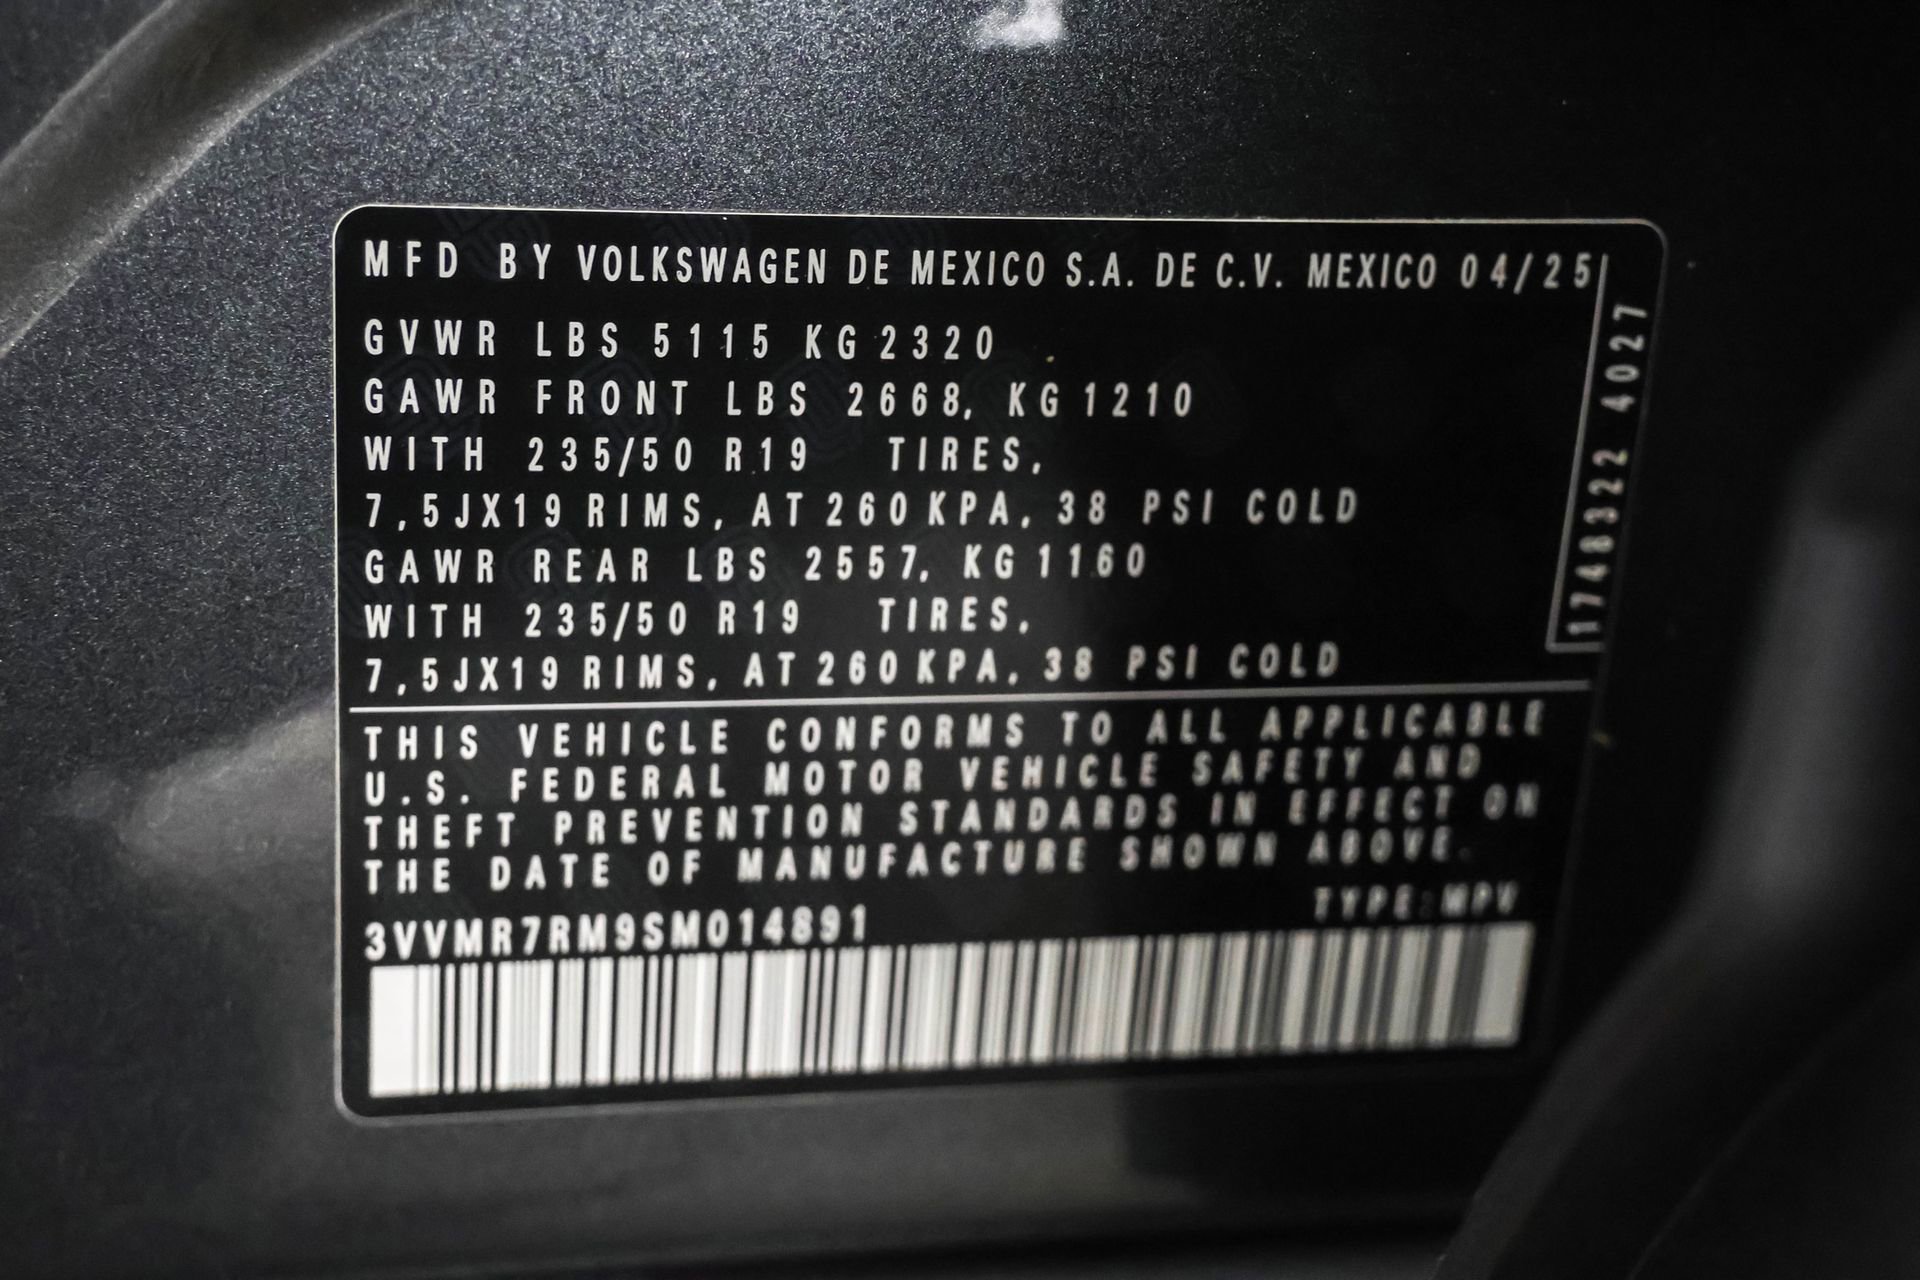 MFD BY VOLKSWAGEN DE MEXICO S.A. DE C.V. MEXICO 04/25
GVWR LBS 5115 KG 2320
GAWR FRONT LBS 2668, KG 1210
WITH 235/50 R19 TIRES,
7,5JX19 RIMS, AT 260 KPA, 38 PSI COLD
GAWR REAR LBS 2557, KG 1160
WITH 235/50 R19 TIRES,
7,5JX19 RIMS, AT 260 KPA, 38 PSI COLD
1748322 4027
THIS VEHICLE CONFORMS TO ALL APPLICABLE
U.S. FEDERAL MOTOR VEHICLE SAFETY AND
THEFT PREVENTION STANDARDS IN EFFECT ON
THE DATE OF MANUFACTURE SHOWN ABOVE.
3VVMR7RM9SM014891 TYPE:MPV